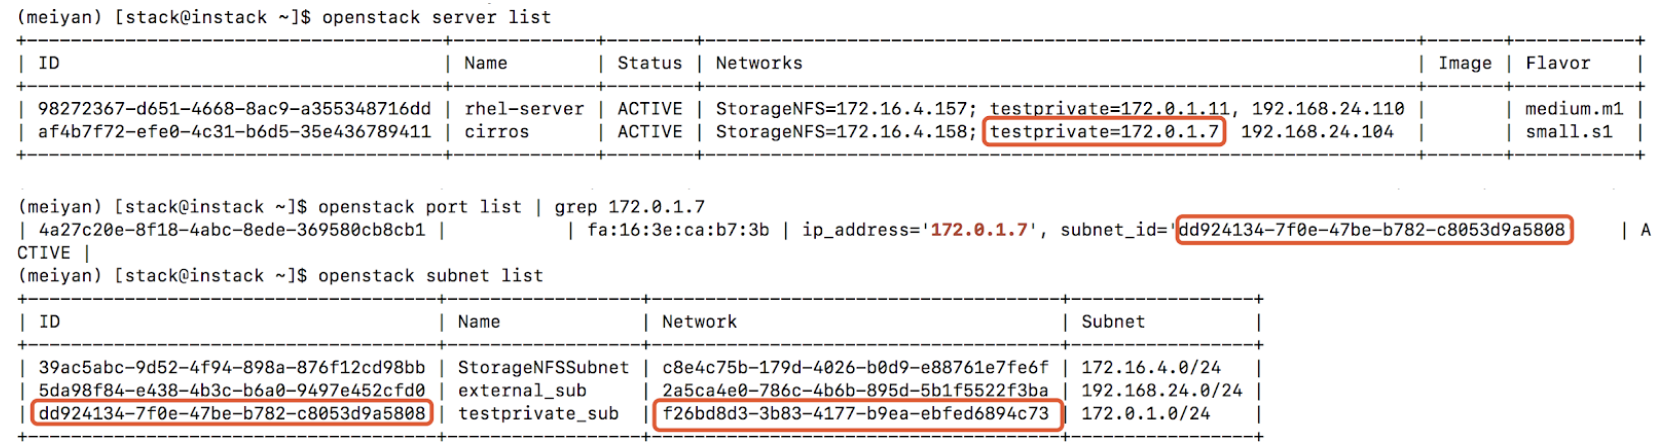 (meiyan) [stack@instack ~]$ openstack server list
+--------------------------------------+-------------+--------+----------------------------------------------------------------+-------+-----------+
| ID                                   | Name        | Status | Networks                                                       | Image | Flavor    |
+--------------------------------------+-------------+--------+----------------------------------------------------------------+-------+-----------+
| 98272367-d651-4668-8ac9-a355348716dd | rhel-server | ACTIVE | StorageNFS=172.16.4.157; testprivate=172.0.1.11, 192.168.24.110 |       | medium.m1 |
| af4b7f72-efe0-4c31-b6d5-35e436789411 | cirros      | ACTIVE | StorageNFS=172.16.4.158; testprivate=172.0.1.7 192.168.24.104  |       | small.s1  |
+--------------------------------------+-------------+--------+----------------------------------------------------------------+-------+-----------+
(meiyan) [stack@instack ~]$ openstack port list | grep 172.0.1.7
| 4a27c20e-8f18-4abc-8ede-369580cb8cb1 |             | fa:16:3e:ca:b7:3b | ip_address='172.0.1.7', subnet_id='dd924134-7f0e-47be-b782-c8053d9a5808     | A
CTIVE |
(meiyan) [stack@instack ~]$ openstack subnet list
+--------------------------------------+------------------+--------------------------------------+-----------------+
| ID                                   | Name             | Network                              | Subnet          |
+--------------------------------------+------------------+--------------------------------------+-----------------+
| 39ac5abc-9d52-4f94-898a-876f12cd98bb | StorageNFSSubnet | c8e4c75b-179d-4026-b0d9-e88761e7fe6f | 172.16.4.0/24   |
| 5da98f84-e438-4b3c-b6a0-9497e452cfd0 | external_sub     | 2a5ca4e0-786c-4b6b-895d-5b1f5522f3ba | 192.168.24.0/24 |
| dd924134-7f0e-47be-b782-c8053d9a5808 | testprivate_sub  | f26bd8d3-3b83-4177-b9ea-ebfed6894c73 | 172.0.1.0/24    |
+--------------------------------------+------------------+--------------------------------------+-----------------+